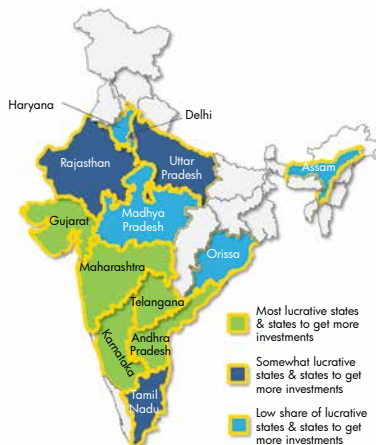 Haryana
Delhi
Rajasthan
Uttar
Pradesh
Assam
Gujarat
Madhya
Pradesh
Orissa
Maharashtra
Telangana
Karnataka
Andhra
Pradesh
Tamil
Nadu
Most lucrative states
& states to get more
investments
Somewhat lucrative
states & states to get
more investments
Low share of lucrative
states & states to get
more investments